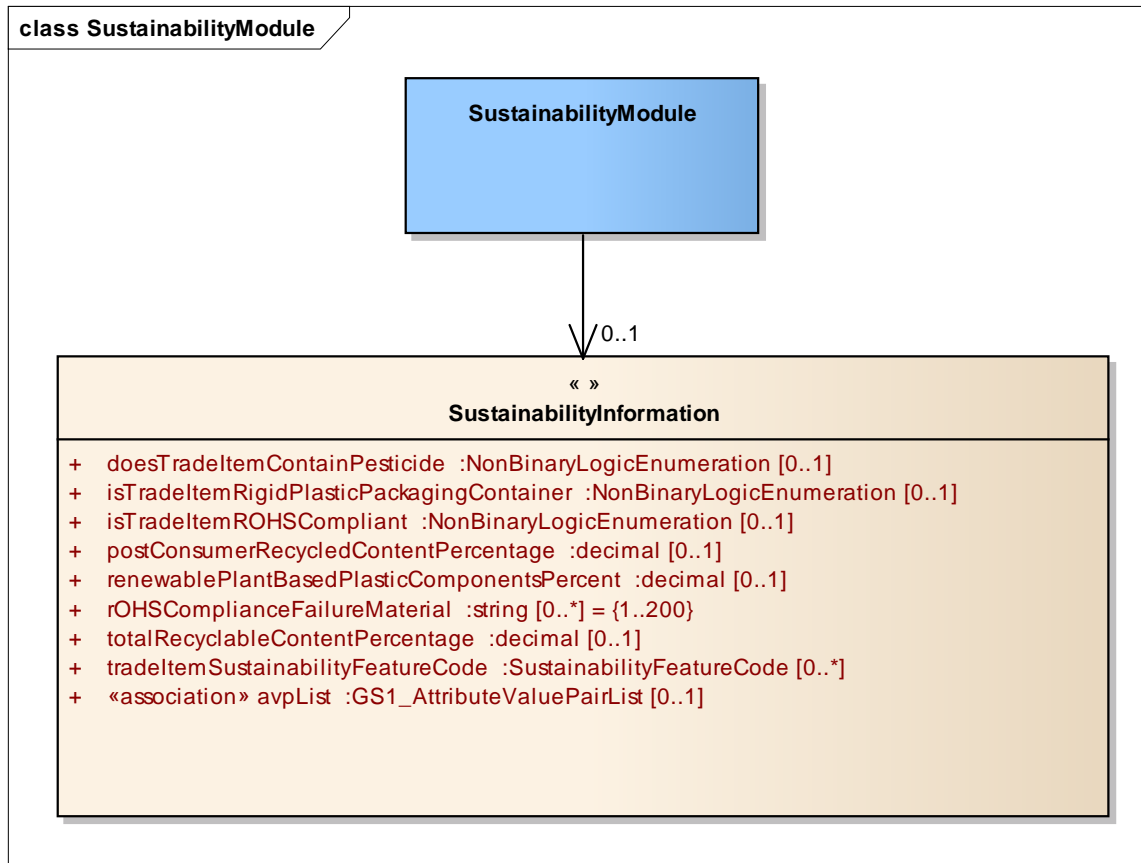 class SustainabilityModule
SustainabilityModule
0..1
« »
SustainabilityInformation
+ doesTradeItemContainPesticide :NonBinaryLogicEnumeration [0..1]
+ isTradeItemRigidPlasticPackagingContainer :NonBinaryLogicEnumeration [0..1]
+ isTradeItemROHSCompliant :NonBinaryLogicEnumeration [0..1]
+ postConsumerRecycledContentPercentage :decimal [0..1]
+ renewablePlantBasedPlasticComponentsPercent :decimal [0..1]
+ rOHSComplianceFailureMaterial :string [0..*] = {1..200}
+ totalRecyclableContentPercentage :decimal [0..1]
+ tradeItemSustainabilityFeatureCode :SustainabilityFeatureCode [0..*]
+ «association» avpList :GS1_AttributeValuePairList [0..1]